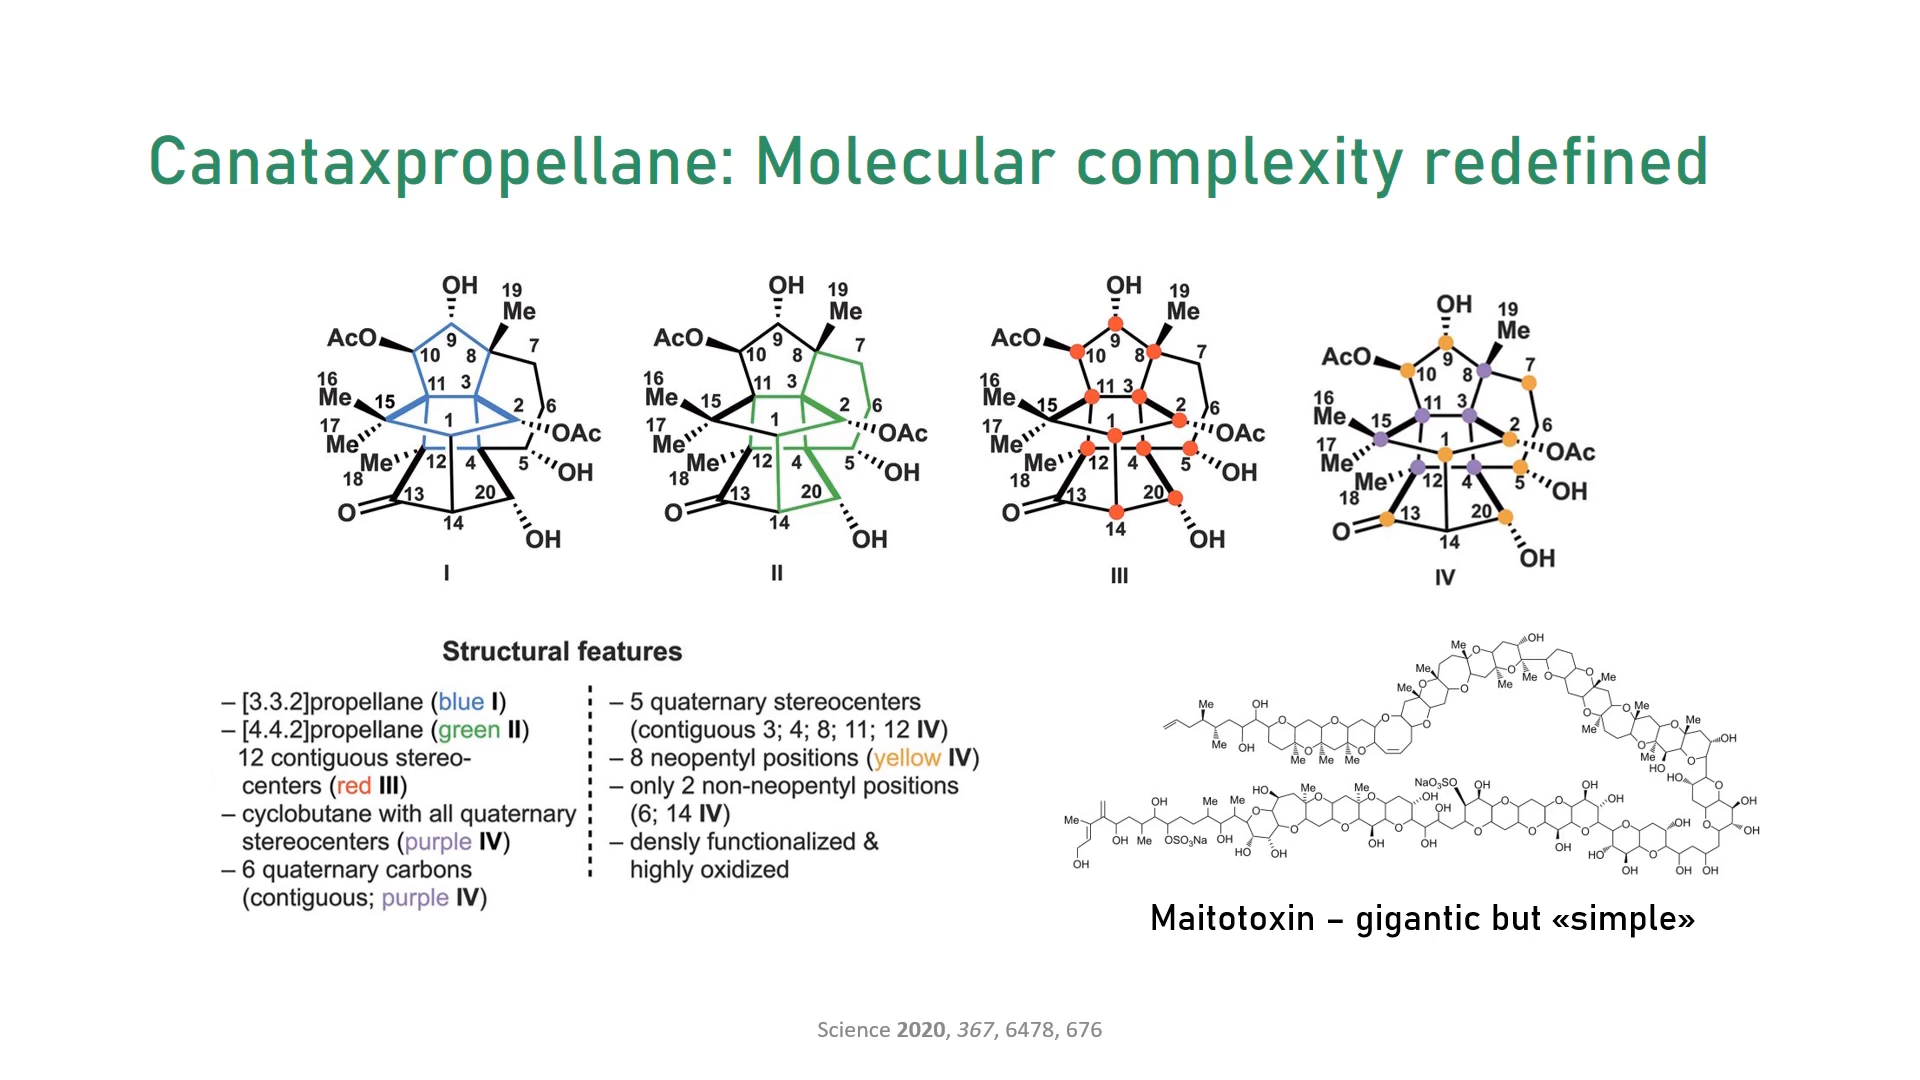 Canataxpropellane: Molecular complexity redefined
OH
19
Me
AcO
9
7
10
8
16
11
3
Me
15
2
6
1
17
OAc
Me
Me
12
4
5
OH
18
13
20
O
14
OH
I
OH
19
Me
AcO
9
7
10
8
16
11
3
Me
15
2
6
1
17
OAc
Me
Me
12
4
5
OH
18
13
20
O
14
OH
II
OH
19
Me
AcO
9
7
10
8
16
11
3
Me
15
2
6
1
17
OAc
Me
Me
12
4
5
OH
18
13
20
O
14
OH
III
OH
19
Me
AcO
9
7
10
8
16
11
3
Me
15
2
6
1
17
OAc
Me
Me
12
4
5
OH
18
13
20
O
14
OH
IV
Structural features
– [3.3.2]propellane (blue I)
– [4.4.2]propellane (green II)
12 contiguous stereo-
centers (red III)
– cyclobutane with all quaternary
stereocenters (purple IV)
– 6 quaternary carbons
(contiguous; purple IV)
– 5 quaternary stereocenters
(contiguous 3; 4; 8; 11; 12 IV)
– 8 neopentyl positions (yellow IV)
– only 2 non-neopentyl positions
(6; 14 IV)
– densly functionalized &
highly oxidized
Maitotoxin – gigantic but «simple»
Science 2020, 367, 6478, 676